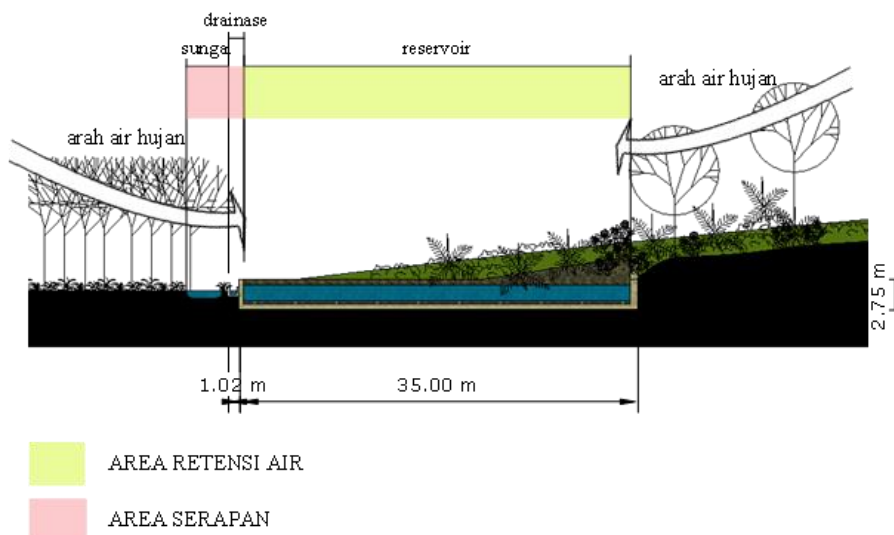 drainase
sunga
reservoir
arah air hujan
arah air hujan
2.75 m
1.02 m
35.00 m
AREA RETENSI AIR
AREA SERAPAN